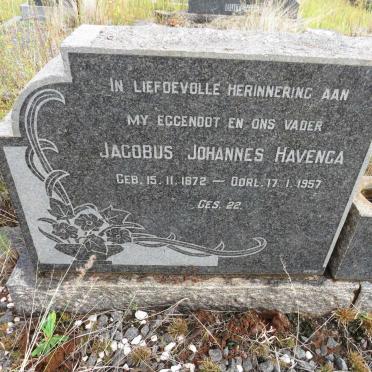 IN LIEFDEVOLLE HERINNERING AAN
MY EGGENOOT EN ONS VADER
JACOBUS JOHANNES HAVENGA
GEB. 15. 11. 1872 — OORL. 17. 1. 1957
GES. 22.